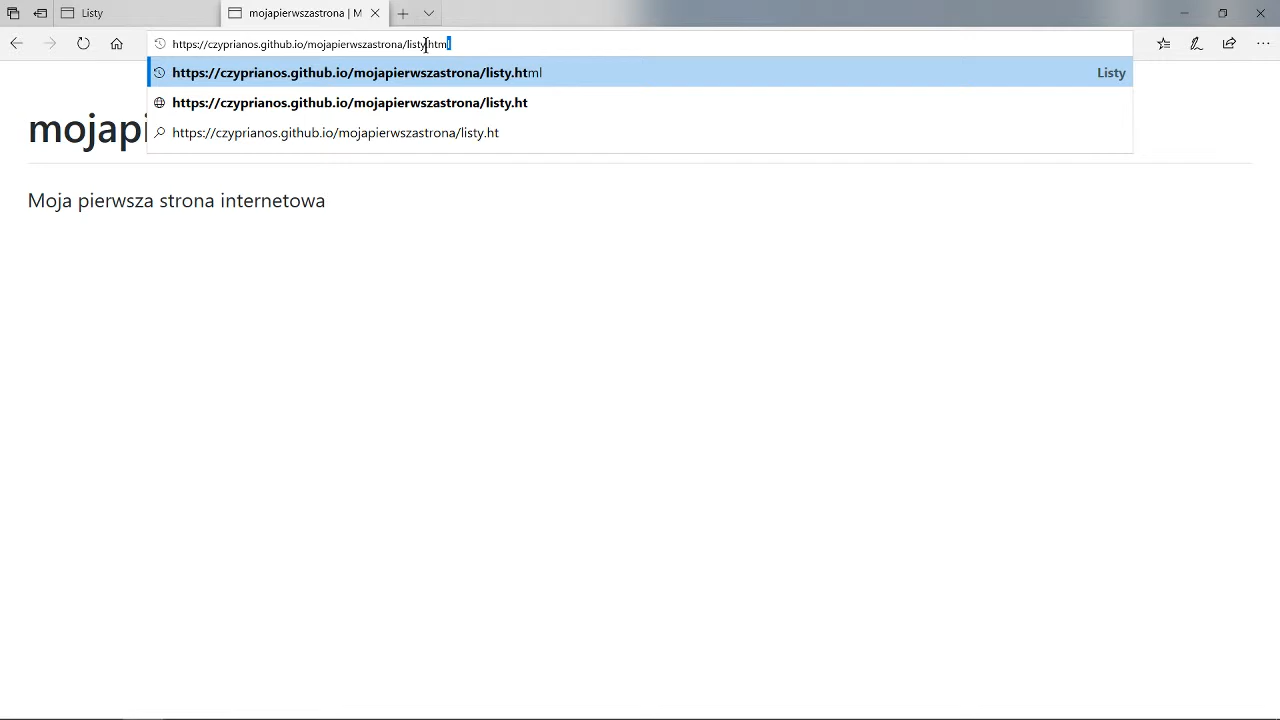 Listy
mojapierwszastrona | M
https://czyprianos.github.io/mojapierwszastrona/listy.html
https://czyprianos.github.io/mojapierwszastrona/listy.html Listy
https://czyprianos.github.io/mojapierwszastrona/listy.ht
https://czyprianos.github.io/mojapierwszastrona/listy.ht
mojapi
Moja pierwsza strona internetowa